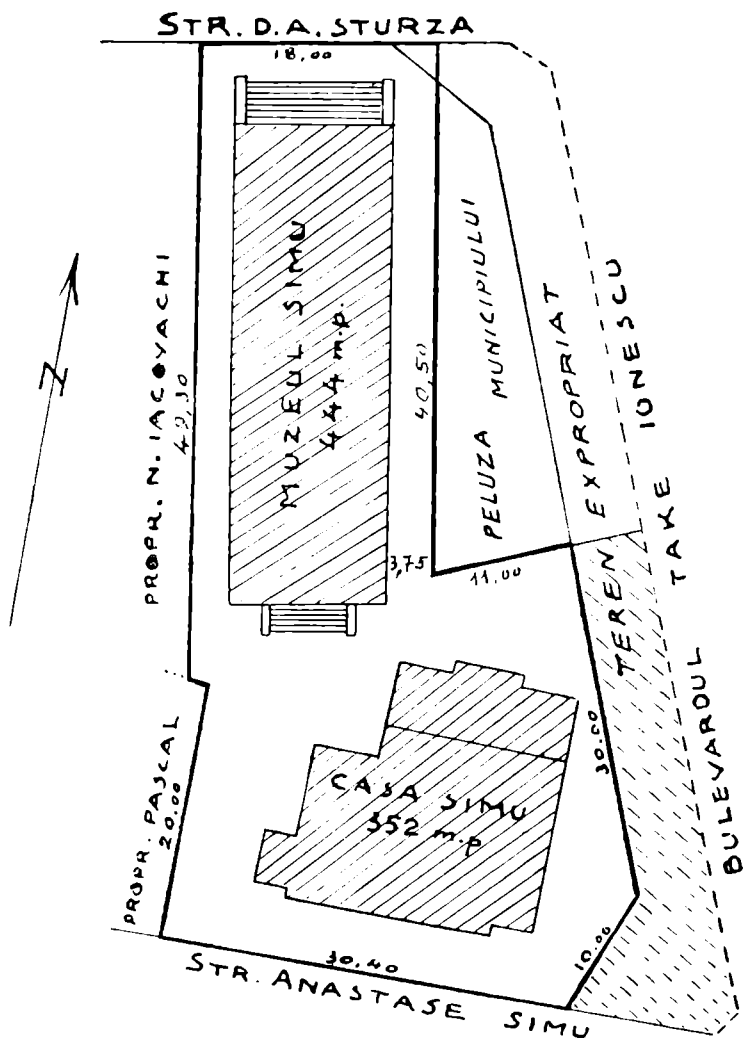 STR. D. A. STURZA
18,00
PROPR. N. IACOVACHI
MUZEUL SIMU
444 m.p.
40,50
PELUZA MUNICIPIULUI
TEREN EXPROPRIAT
BULEVARDUL TAKE IONESCU
N
3,75
11,00
PROPR. PASCAL
20.00
CASA SIMU
352 m.p
30.00
10.00
30,40
STR. ANASTASE SIMU